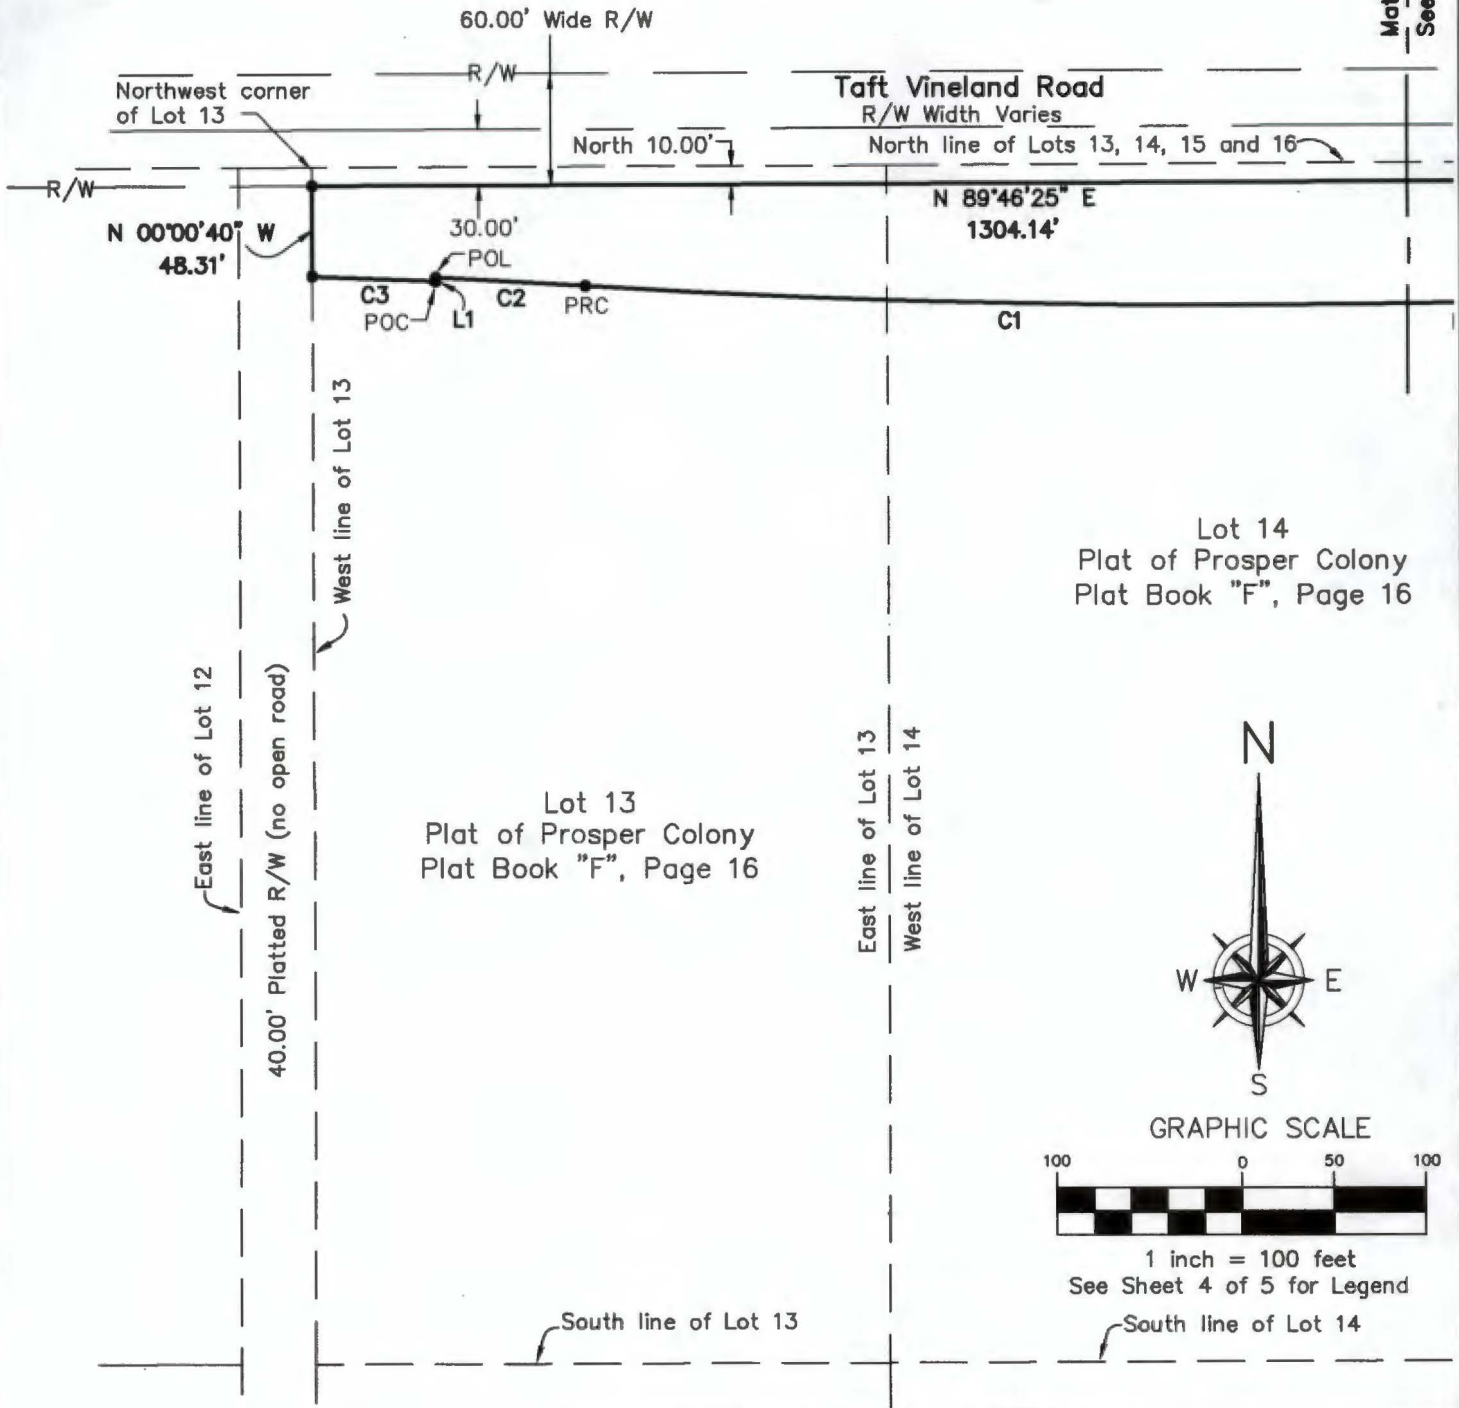 60.00' Wide R/W
Mat
See
R/W
Northwest corner
of Lot 13
Taft Vineland Road
R/W Width Varies
North 10.00'
North line of Lots 13, 14, 15 and 16
R/W
N 89°46'25" E
1304.14'
N 00°00'40" W
48.31'
30.00'
POL
C3
POC
L1
C2
PRC
C1
West line of Lot 13
Lot 14
Plat of Prosper Colony
Plat Book "F", Page 16
East line of Lot 12
40.00' Platted R/W (no open road)
East line of Lot 13
West line of Lot 14
Lot 13
Plat of Prosper Colony
Plat Book "F", Page 16
N
W
E
S
GRAPHIC SCALE
100 0 50 100
1 inch = 100 feet
See Sheet 4 of 5 for Legend
South line of Lot 13
South line of Lot 14